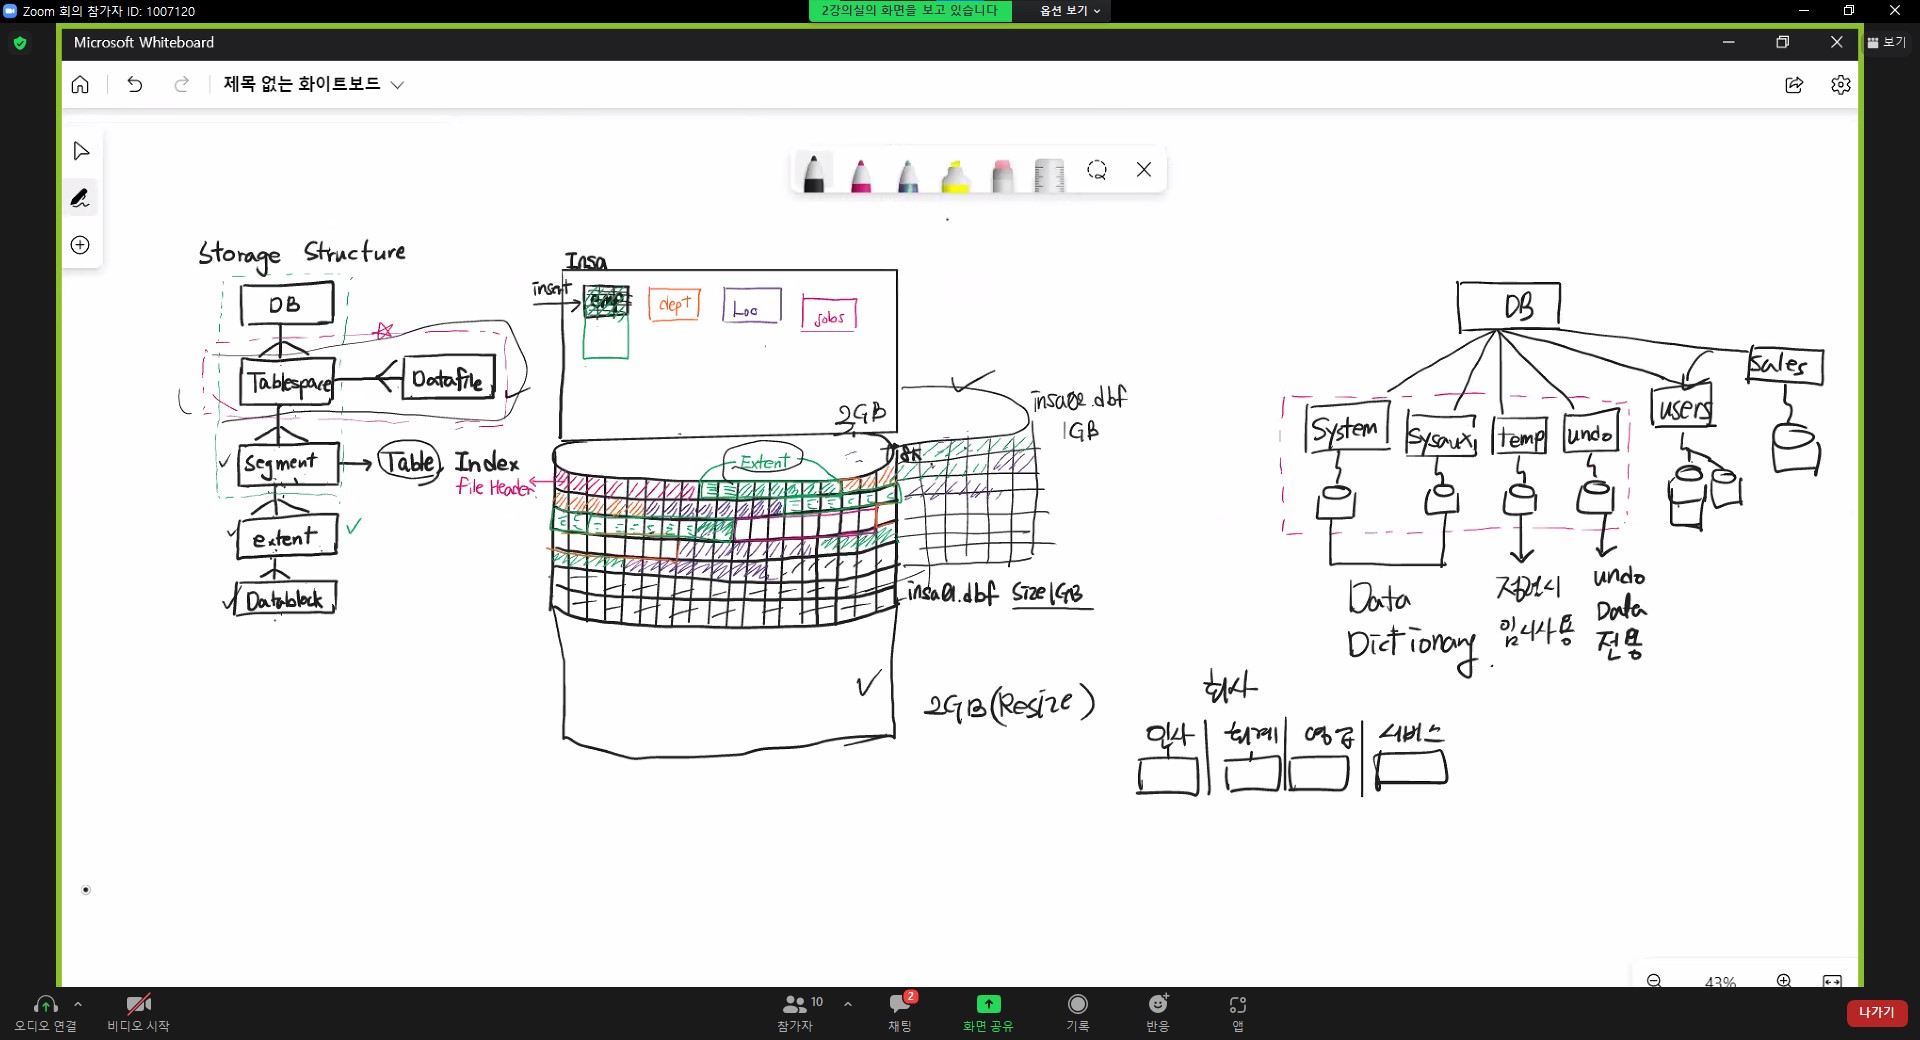 Zoom 회의 참가자 ID: 1007120
2강의실의 화면을 보고 있습니다
옵션 보기
Microsoft Whiteboard
보기
제목 없는 화이트보드
Storage Structure
DB
Tablespace
Datafile
Segment
Table, Index
File Header
extent
Datablock
Insa
insert
emp
dept
Loc
jobs
2GB
Extent
insa02.dbf
1GB
insa01.dbf Size 1GB
2GB (Resize)
DB
System
Sysaux
temp
undo
users
Sales
Data
Dictionary
임시사용
undo
Data
전용
회사
인사
회계
영업
서비스
43%
오디오 연결
비디오 시작
10
참가자
2
채팅
화면 공유
기록
반응
앱
나가기